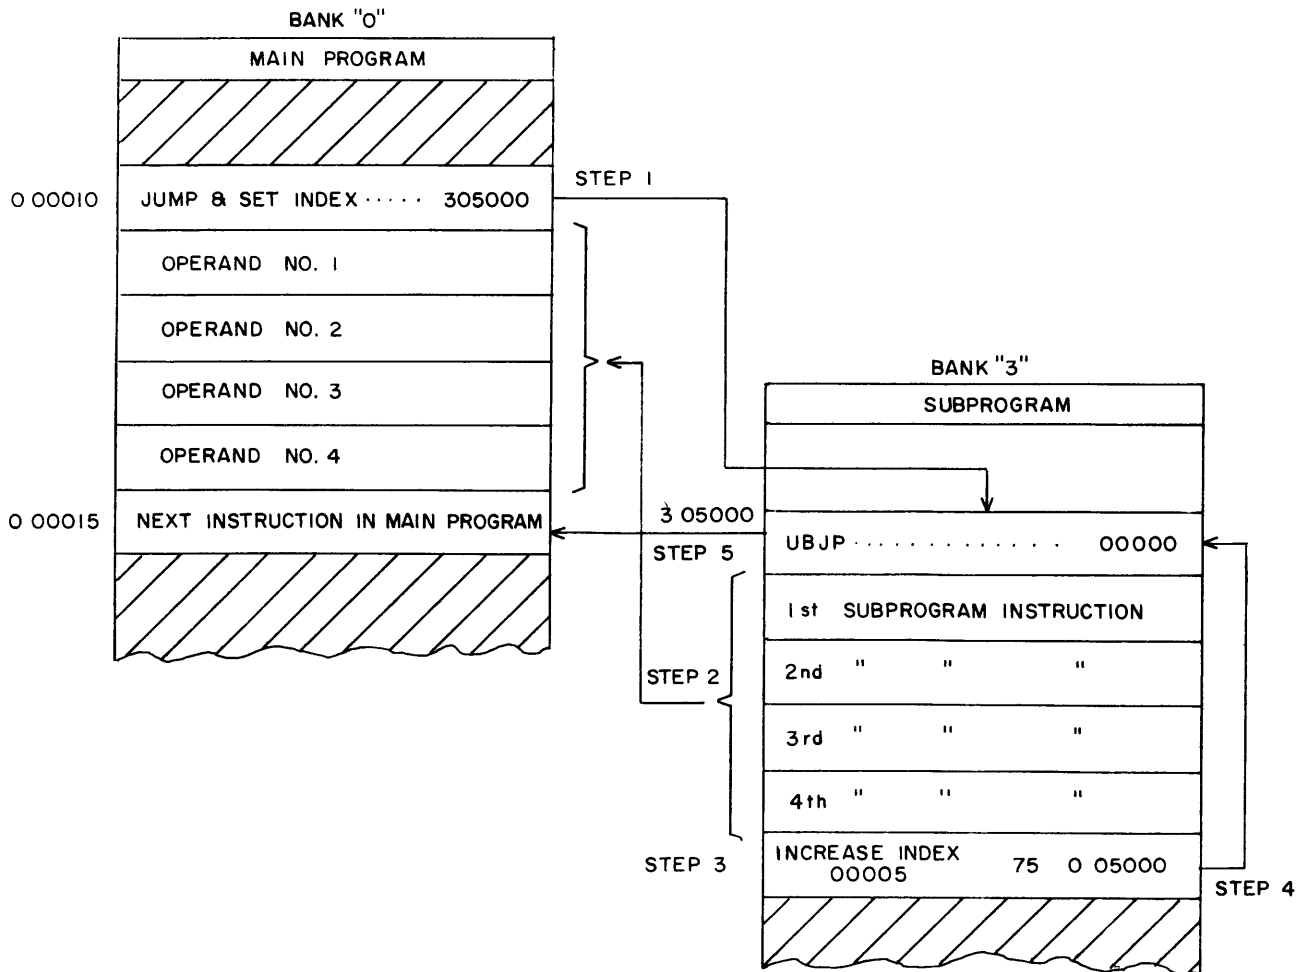 BANK "0"
MAIN PROGRAM
0 00010
JUMP & SET INDEX ..... 305000
STEP 1
OPERAND NO. 1
OPERAND NO. 2
OPERAND NO. 3
OPERAND NO. 4
0 00015
NEXT INSTRUCTION IN MAIN PROGRAM
BANK "3"
SUBPROGRAM
3 05000
STEP 5
UBJP .............. 00000
1st SUBPROGRAM INSTRUCTION
STEP 2
2nd " " "
3rd " " "
4th " " "
STEP 3
INCREASE INDEX 75 0 05000
00005
STEP 4